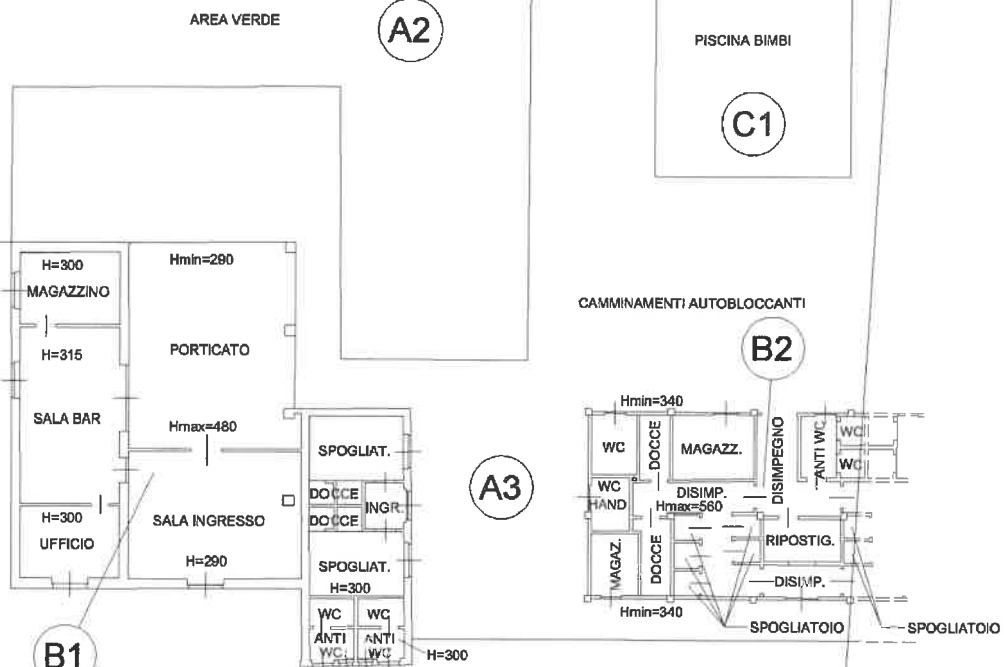 AREA VERDE
A2
PISCINA BIMBI
C1
H=300
MAGAZZINO
Hmin=290
CAMMINAMENTI AUTOBLOCCANTI
B2
H=315
PORTICATO
SALA BAR
Hmax=480
SPOGLIAT.
DOCCE
DOCCE
INGR.
A3
H=300
UFFICIO
SALA INGRESSO
H=290
SPOGLIAT.
H=300
WC
WC
ANTI
WC
ANTI
WC
H=300
B1
Hmin=340
WC
DOCCE
MAGAZZ.
DISIMPEGNO
ANTI WC
WC
WC
WC
HAND
DISIMP.
Hmax=560
MAGAZ.
DOCCE
RIPOSTIG.
DISIMP.
Hmin=340
SPOGLIATOIO
SPOGLIATOIO